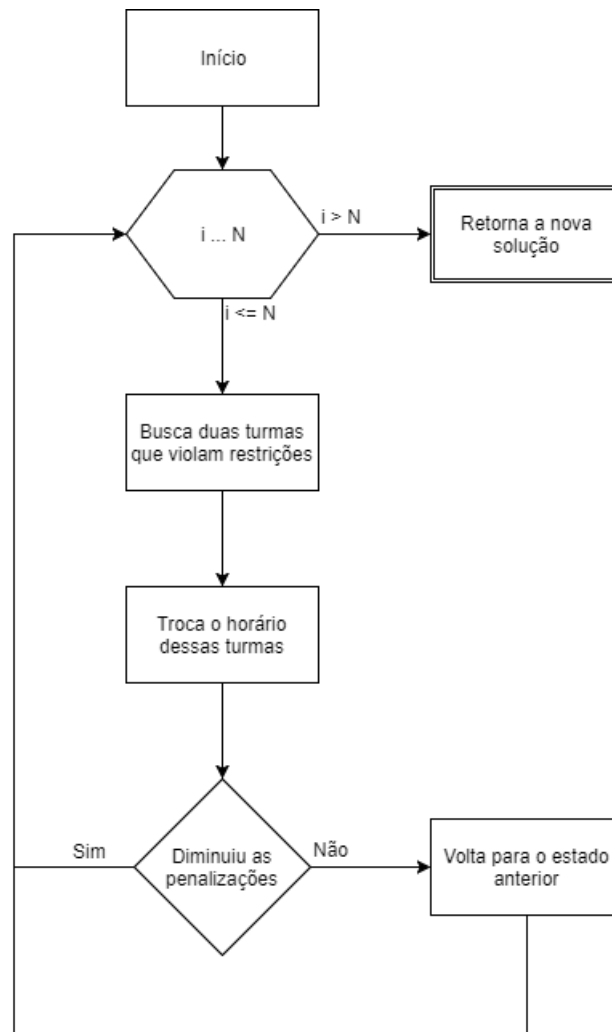 Início
i ... N
i > N
Retorna a nova
solução
i <= N
Busca duas turmas
que violam restrições
Troca o horário
dessas turmas
Sim
Diminuiu as
penalizações
Não
Volta para o estado
anterior